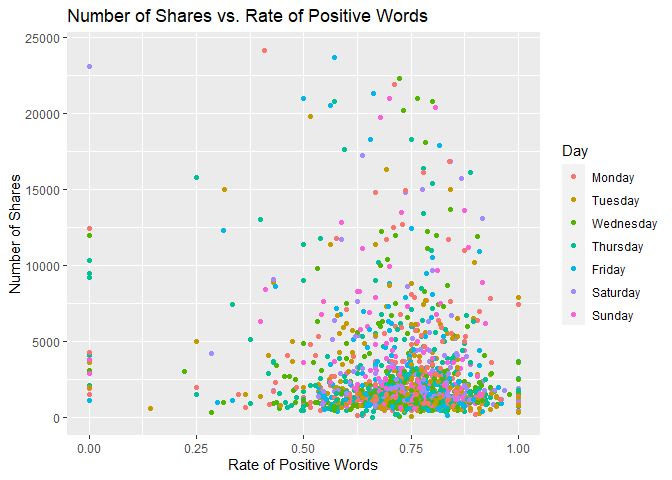 Number of Shares vs. Rate of Positive Words
25000
20000
15000
10000
5000
0
Number of Shares
0.00 0.25 0.50 0.75 1.00
Rate of Positive Words
Day
Monday
Tuesday
Wednesday
Thursday
Friday
Saturday
Sunday